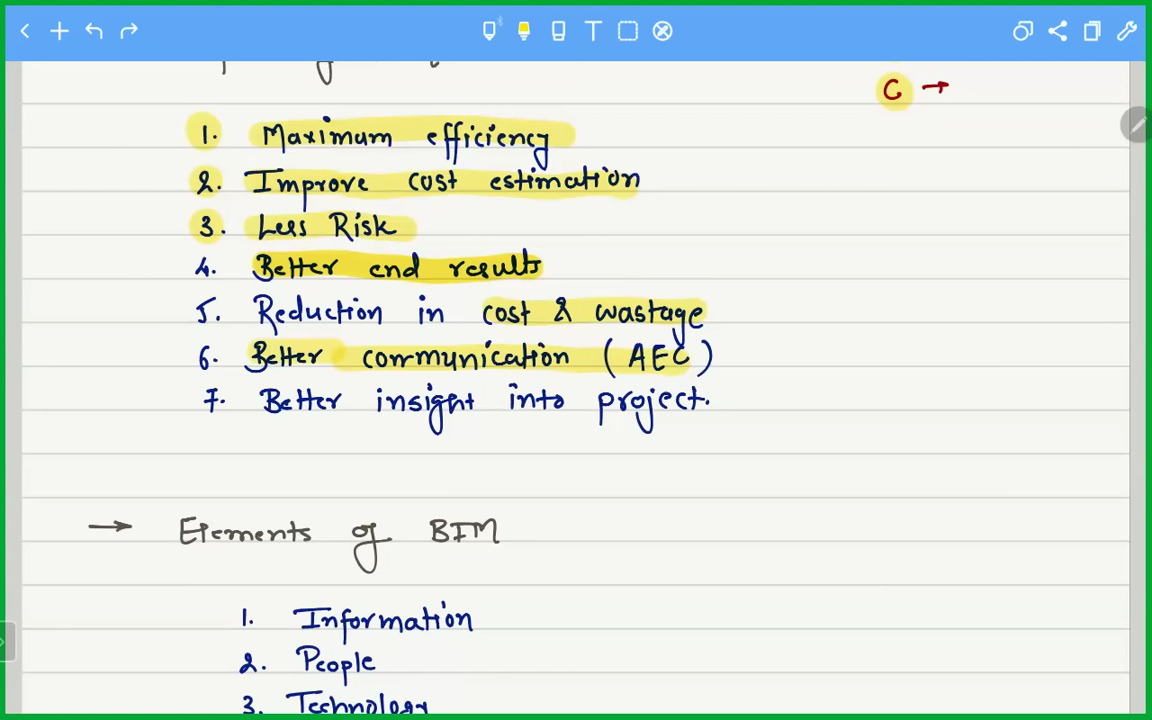 C →
1. Maximum efficiency
2. Improve cost estimation
3. Less Risk
4. Better end results
5. Reduction in cost & wastage
6. Better communication (AEC)
7. Better insight into project.
→ Elements of BIM
1. Information
2. People
3. Technology